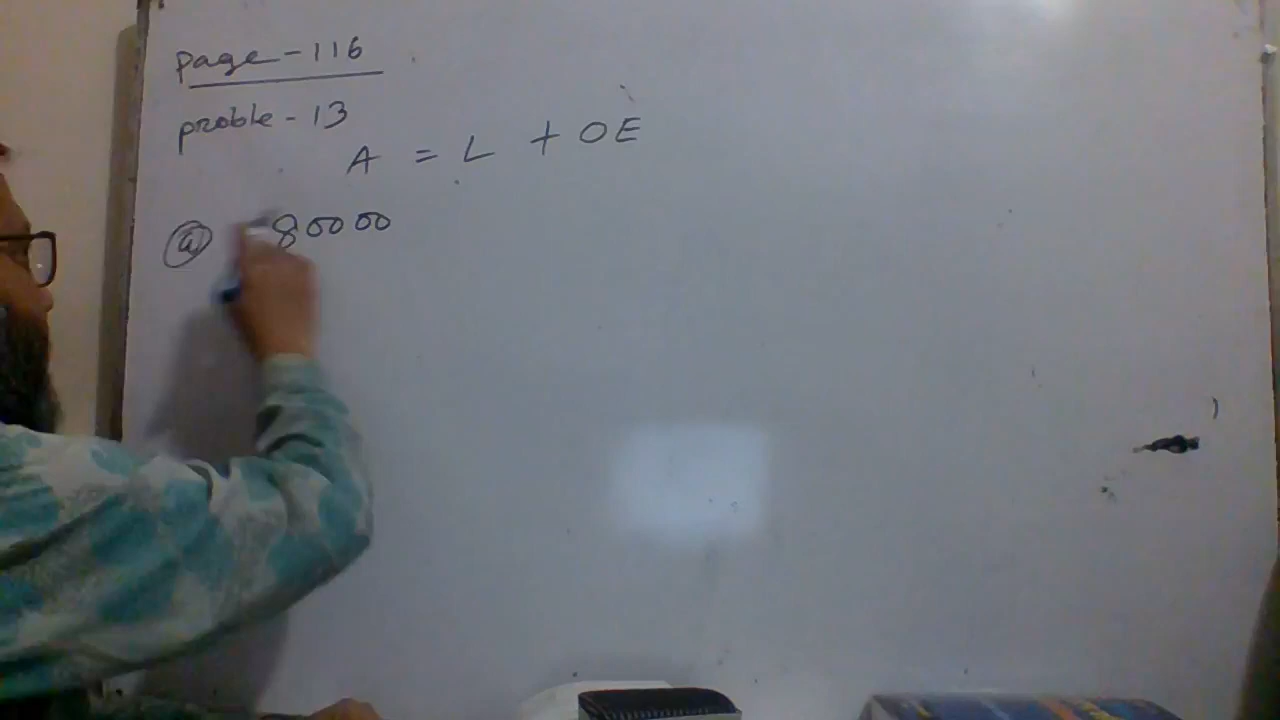 page-116
proble-13
A = L + OE
a 80000